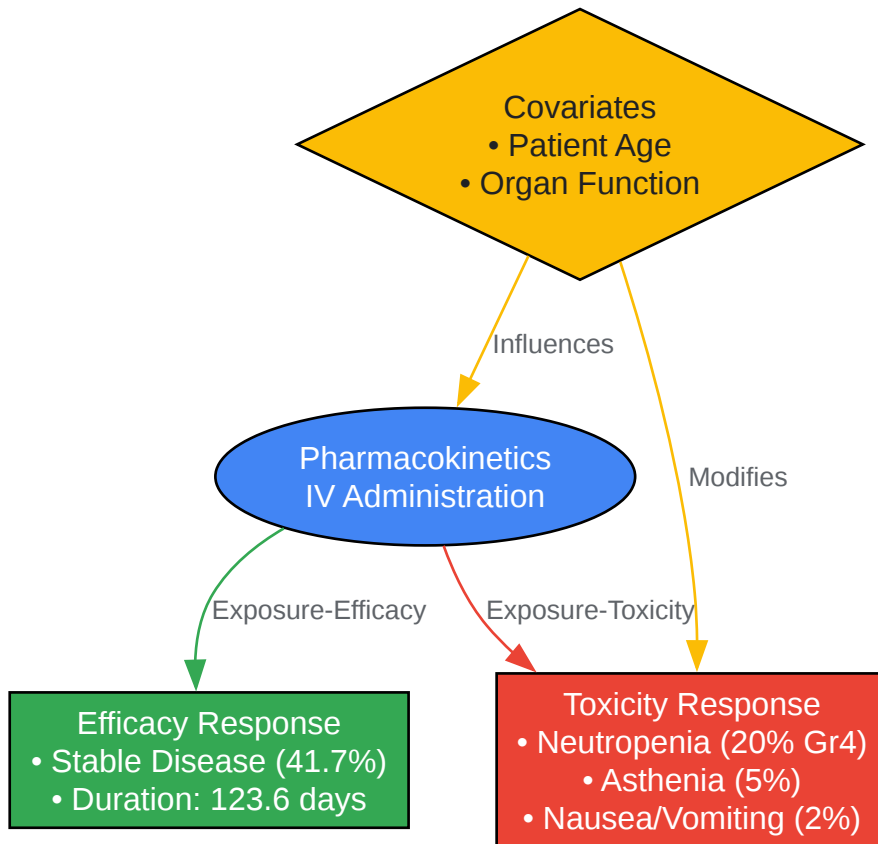 Covariates
• Patient Age
• Organ Function
Influences
Pharmacokinetics
IV Administration
Modifies
Exposure-Efficacy
Exposure-Toxicity
Efficacy Response
• Stable Disease (41.7%)
• Duration: 123.6 days
Toxicity Response
• Neutropenia (20% Gr4)
• Asthenia (5%)
• Nausea/Vomiting (2%)